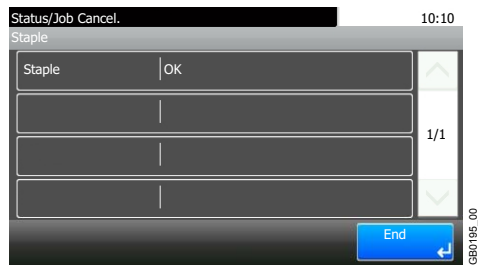 Status/Job Cancel. 10:10
Staple
Staple OK
1/1
End
GB0195_00